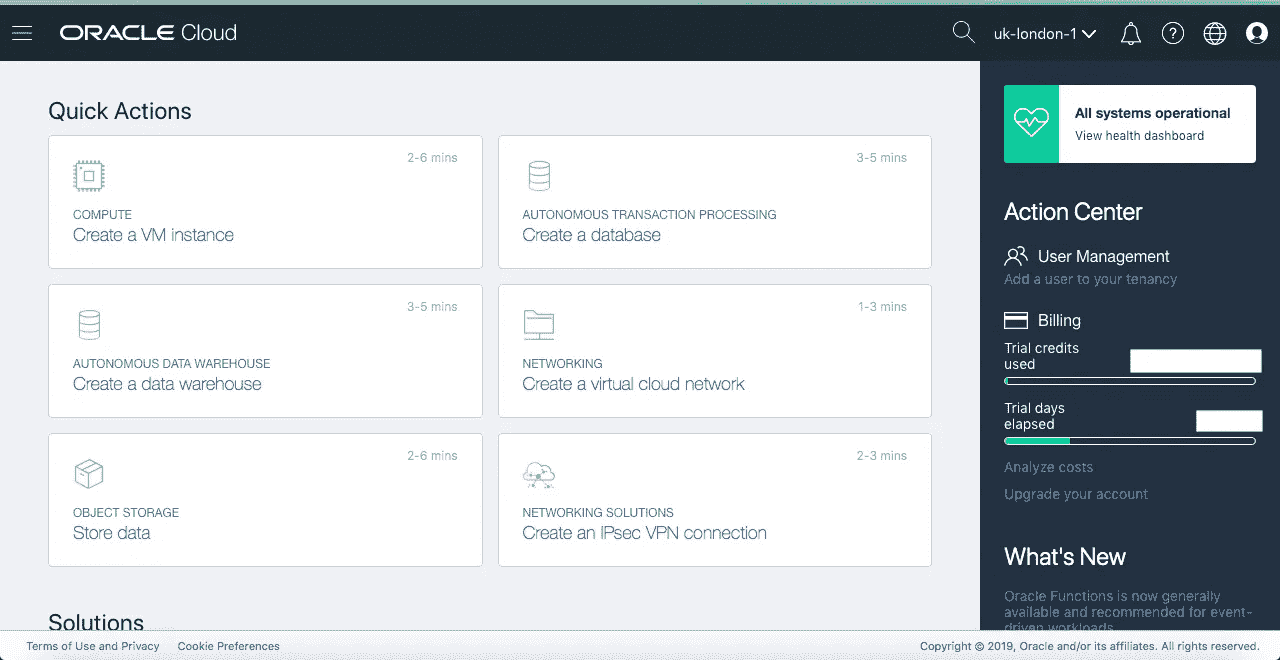 ORACLE Cloud
uk-london-1
Quick Actions
2-6 mins
COMPUTE
Create a VM instance
3-5 mins
AUTONOMOUS TRANSACTION PROCESSING
Create a database
3-5 mins
AUTONOMOUS DATA WAREHOUSE
Create a data warehouse
1-3 mins
NETWORKING
Create a virtual cloud network
2-6 mins
OBJECT STORAGE
Store data
2-3 mins
NETWORKING SOLUTIONS
Create an IPsec VPN connection
Solutions
All systems operational
View health dashboard
Action Center
User Management
Add a user to your tenancy
Billing
Trial credits
used
Trial days
elapsed
Analyze costs
Upgrade your account
What's New
Oracle Functions is now generally
available and recommended for event-
driven workloads
Terms of Use and Privacy
Cookie Preferences
Copyright © 2019, Oracle and/or its affiliates. All rights reserved.